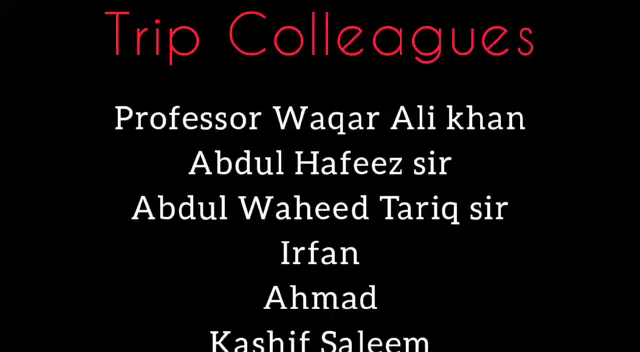 Trip Colleagues
Professor Waqar Ali khan
Abdul Hafeez sir
Abdul Waheed Tariq sir
Irfan
Ahmad
Kashif Saleem